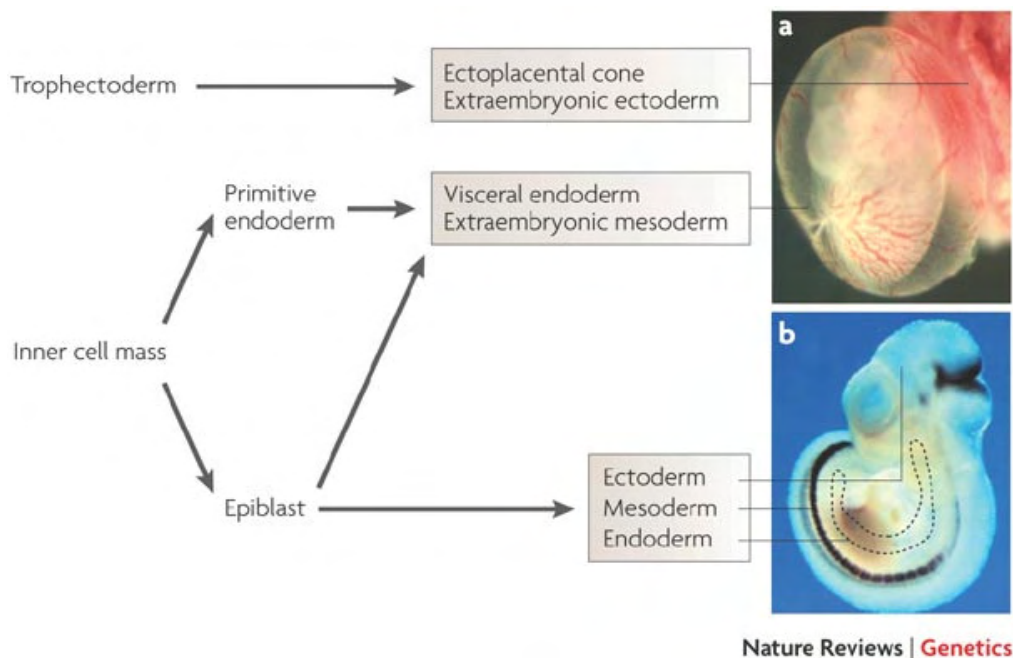 a
Trophectoderm
Ectoplacental cone
Extraembryonic ectoderm
Primitive
endoderm
Visceral endoderm
Extraembryonic mesoderm
Inner cell mass
b
Epiblast
Ectoderm
Mesoderm
Endoderm
Nature Reviews | Genetics